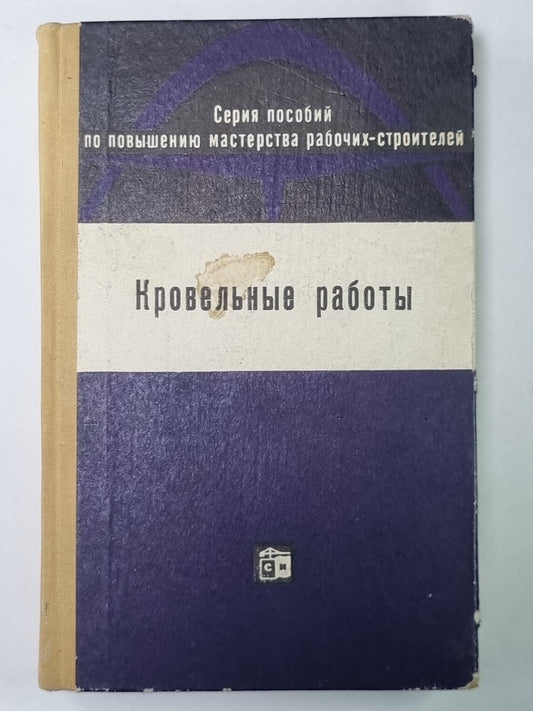 Серия пособий
по повышению мастерства рабочих-строителей
Кровельные работы
С И